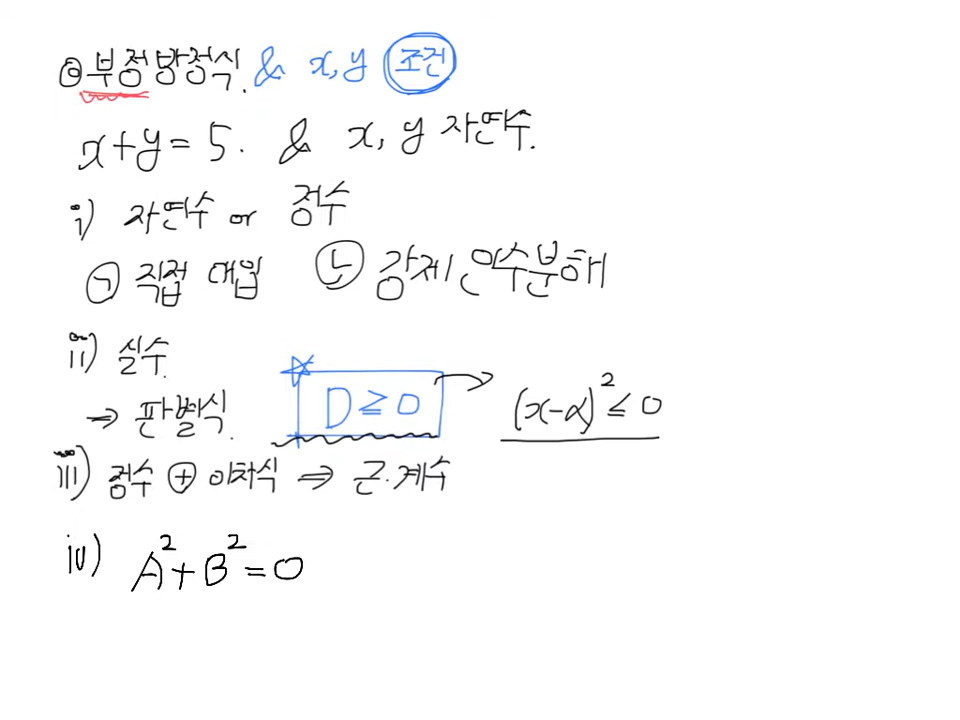 ◎부정방정식. & x, y 조건
x+y= 5. & x, y 자연수.
i) 자연수 or 정수
㉠ 직접 대입 ㉡ 강제 인수분해
ii) 실수.
⇒ 판별식. D ≧ 0 → (x-α)² ≤ 0
iii) 정수 ⊕ 이차식 ⇒ 근.계수
iv) A²+B²=0